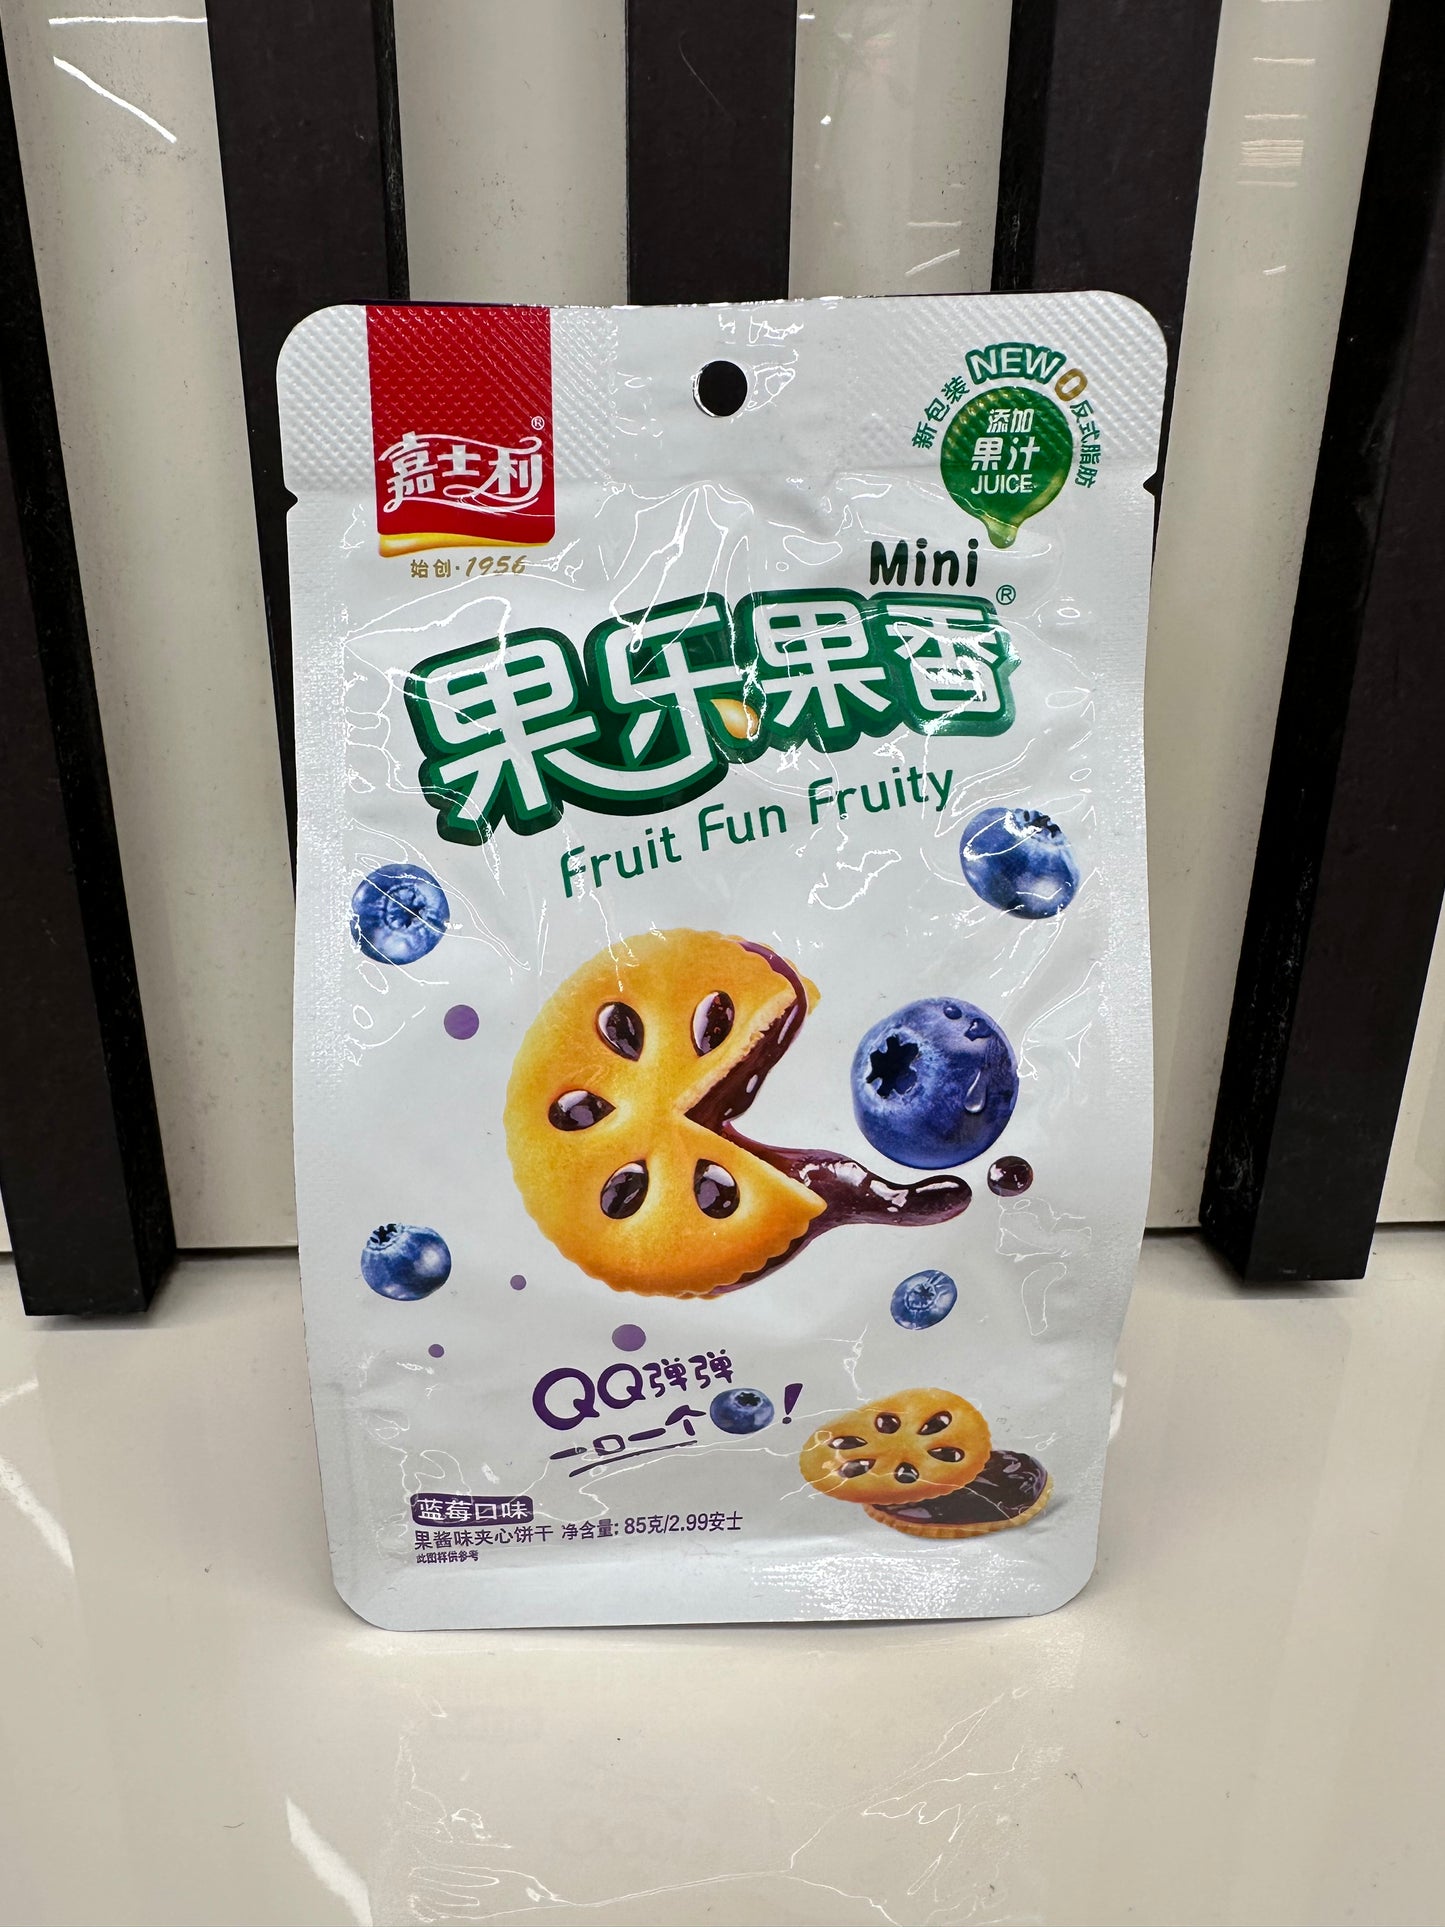 嘉士利®
始创·1956
新包装 NEW 0反式脂肪
添加
果汁
JUICE
Mini
果乐果香®
Fruit Fun Fruity
QQ弹弹
一口一个!
蓝莓口味
果酱味夹心饼干 净含量: 85克/2.99安士
此图样供参考